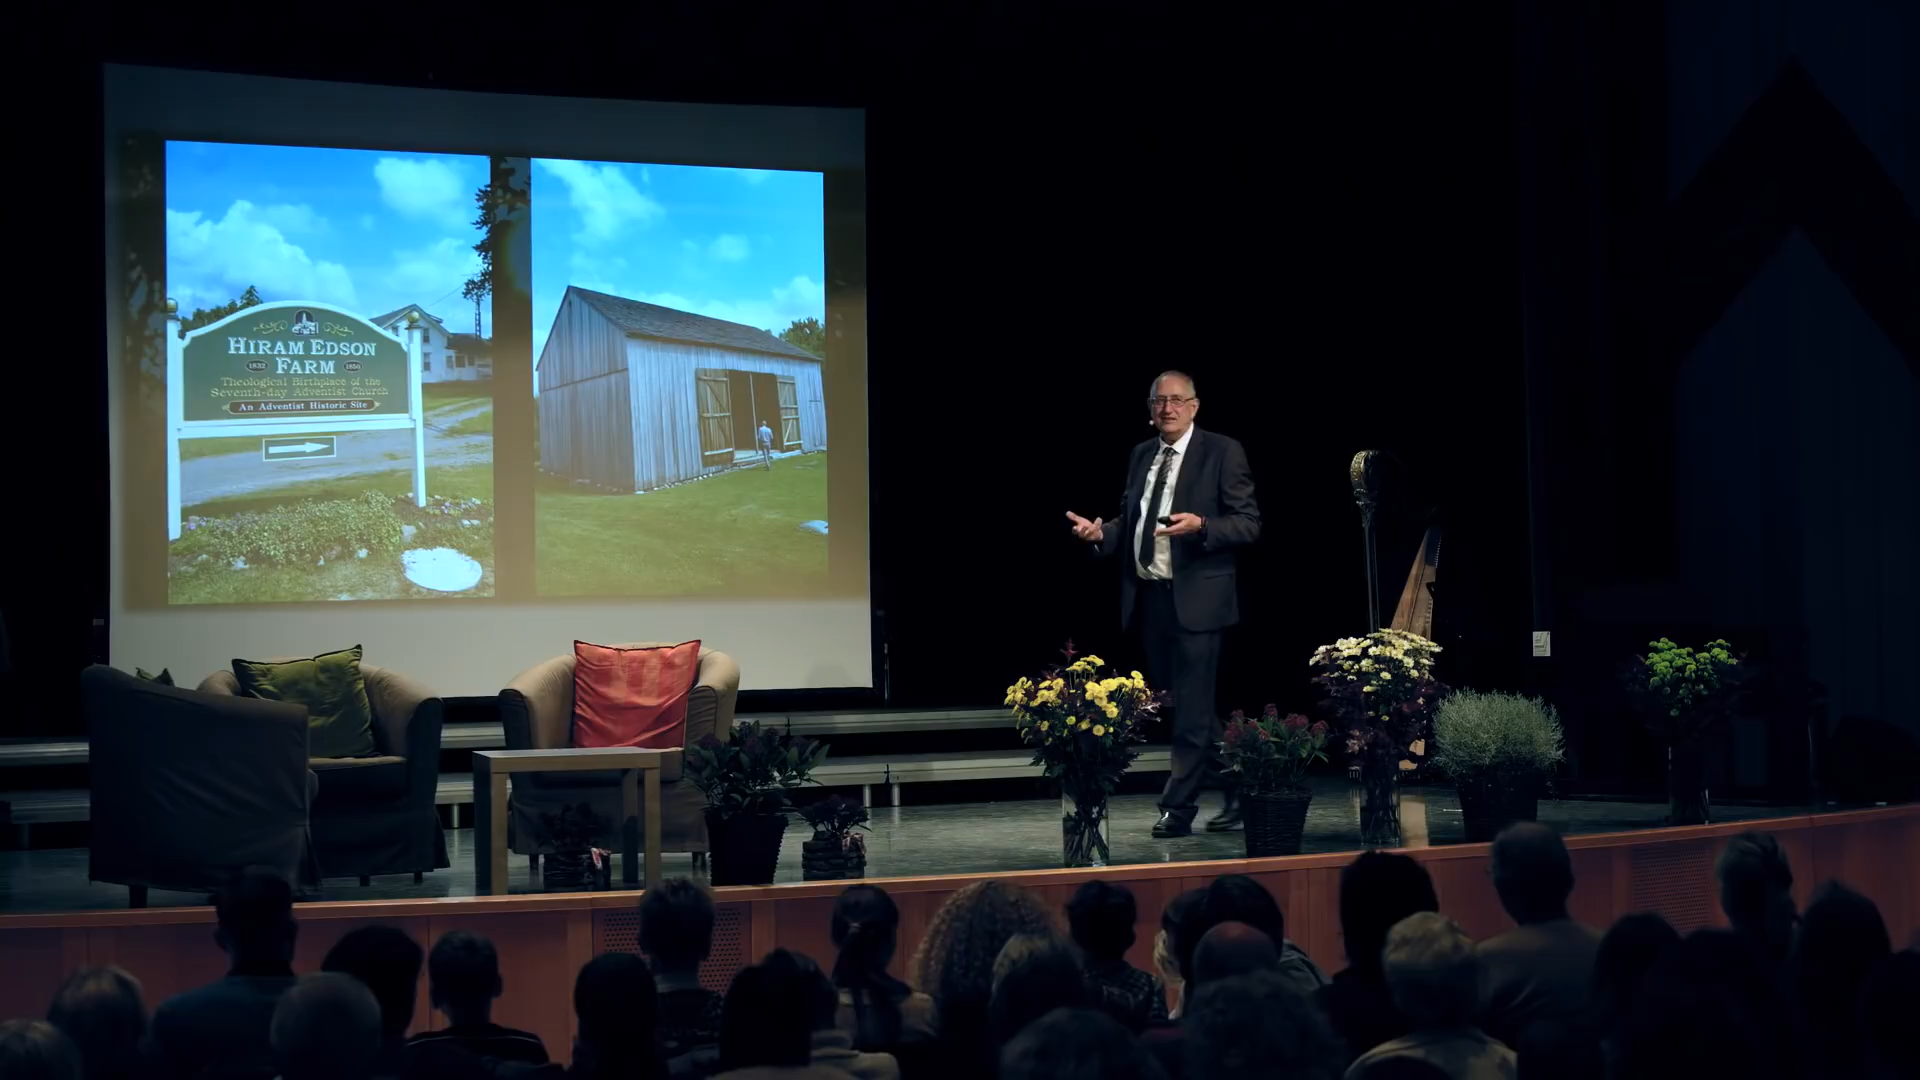 HIRAM EDSON
FARM
1832
1850
Theological Birthplace of the
Seventh-day Adventist Church
An Adventist Historic Site